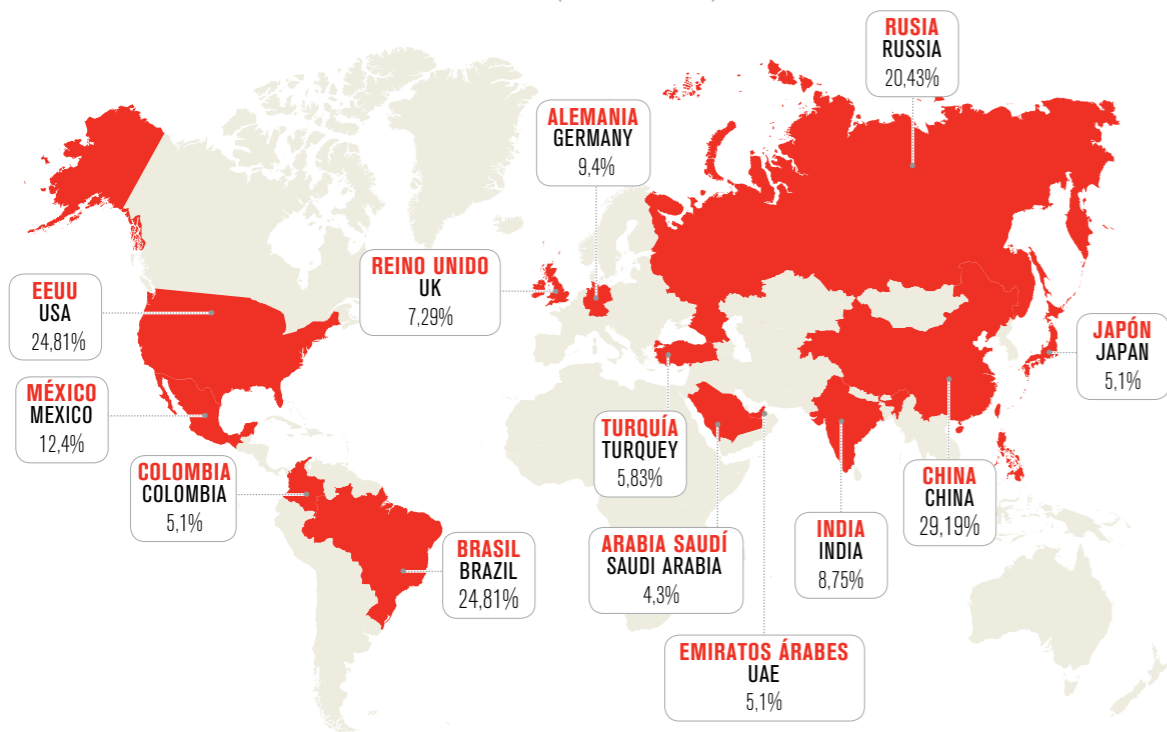 RUSIA
RUSSIA
20,43%
ALEMANIA
GERMANY
9,4%
REINO UNIDO
UK
7,29%
EEUU
USA
24,81%
JAPÓN
JAPAN
5,1%
MÉXICO
MEXICO
12,4%
TURQUÍA
TURQUEY
5,83%
COLOMBIA
COLOMBIA
5,1%
CHINA
CHINA
29,19%
INDIA
INDIA
8,75%
ARABIA SAUDÍ
SAUDI ARABIA
4,3%
BRASIL
BRAZIL
24,81%
EMIRATOS ÁRABES
UAE
5,1%